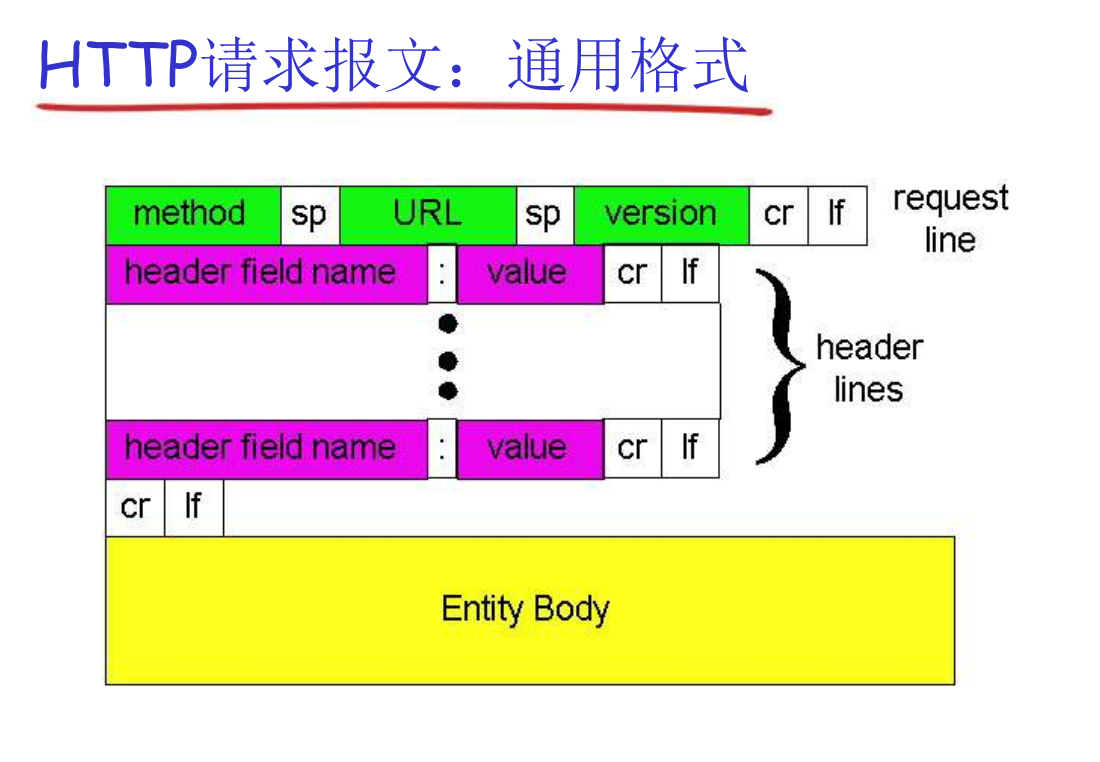 HTTP请求报文：通用格式
method sp URL sp version cr lf
request
line
header field name : value cr lf
header
lines
header field name : value cr lf
cr lf
Entity Body